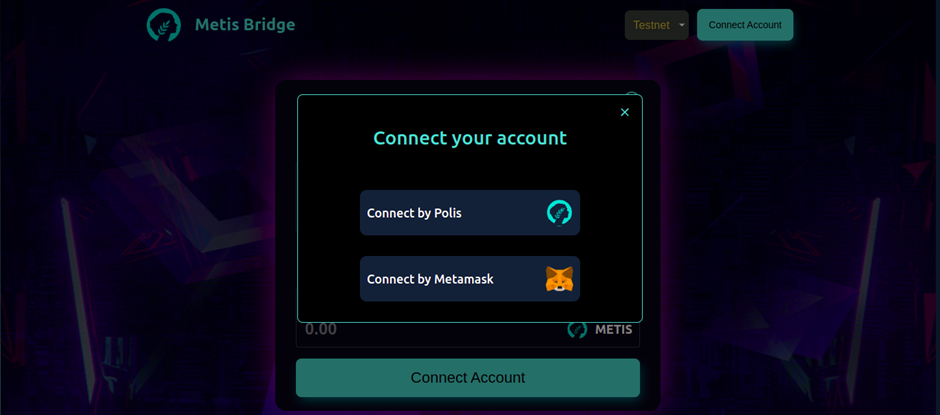 Metis Bridge
Testnet
Connect Account
Connect your account
Connect by Polis
Connect by Metamask
0.00
METIS
Connect Account